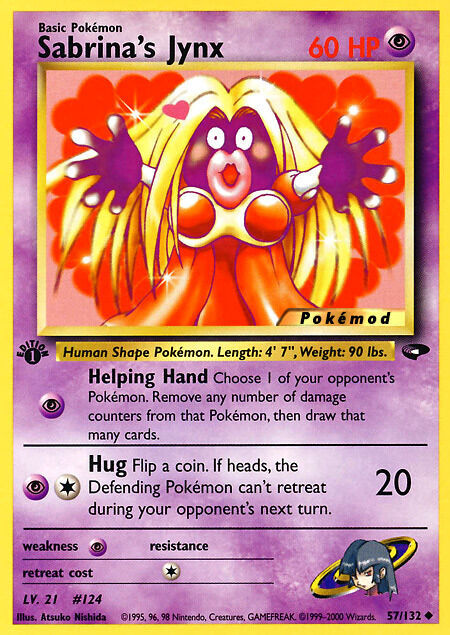 Basic Pokémon
Sabrina's Jynx 60 HP
Pokémod
EDITION 1
Human Shape Pokémon. Length: 4' 7", Weight: 90 lbs.
Helping Hand Choose 1 of your opponent's
Pokémon. Remove any number of damage
counters from that Pokémon, then draw that
many cards.
Hug Flip a coin. If heads, the
Defending Pokémon can't retreat
during your opponent's next turn.
20
weakness resistance
retreat cost
LV. 21 #124
Illus. Atsuko Nishida ©1995, 96, 98 Nintendo, Creatures, GAMEFREAK. ©1999-2000 Wizards. 57/132